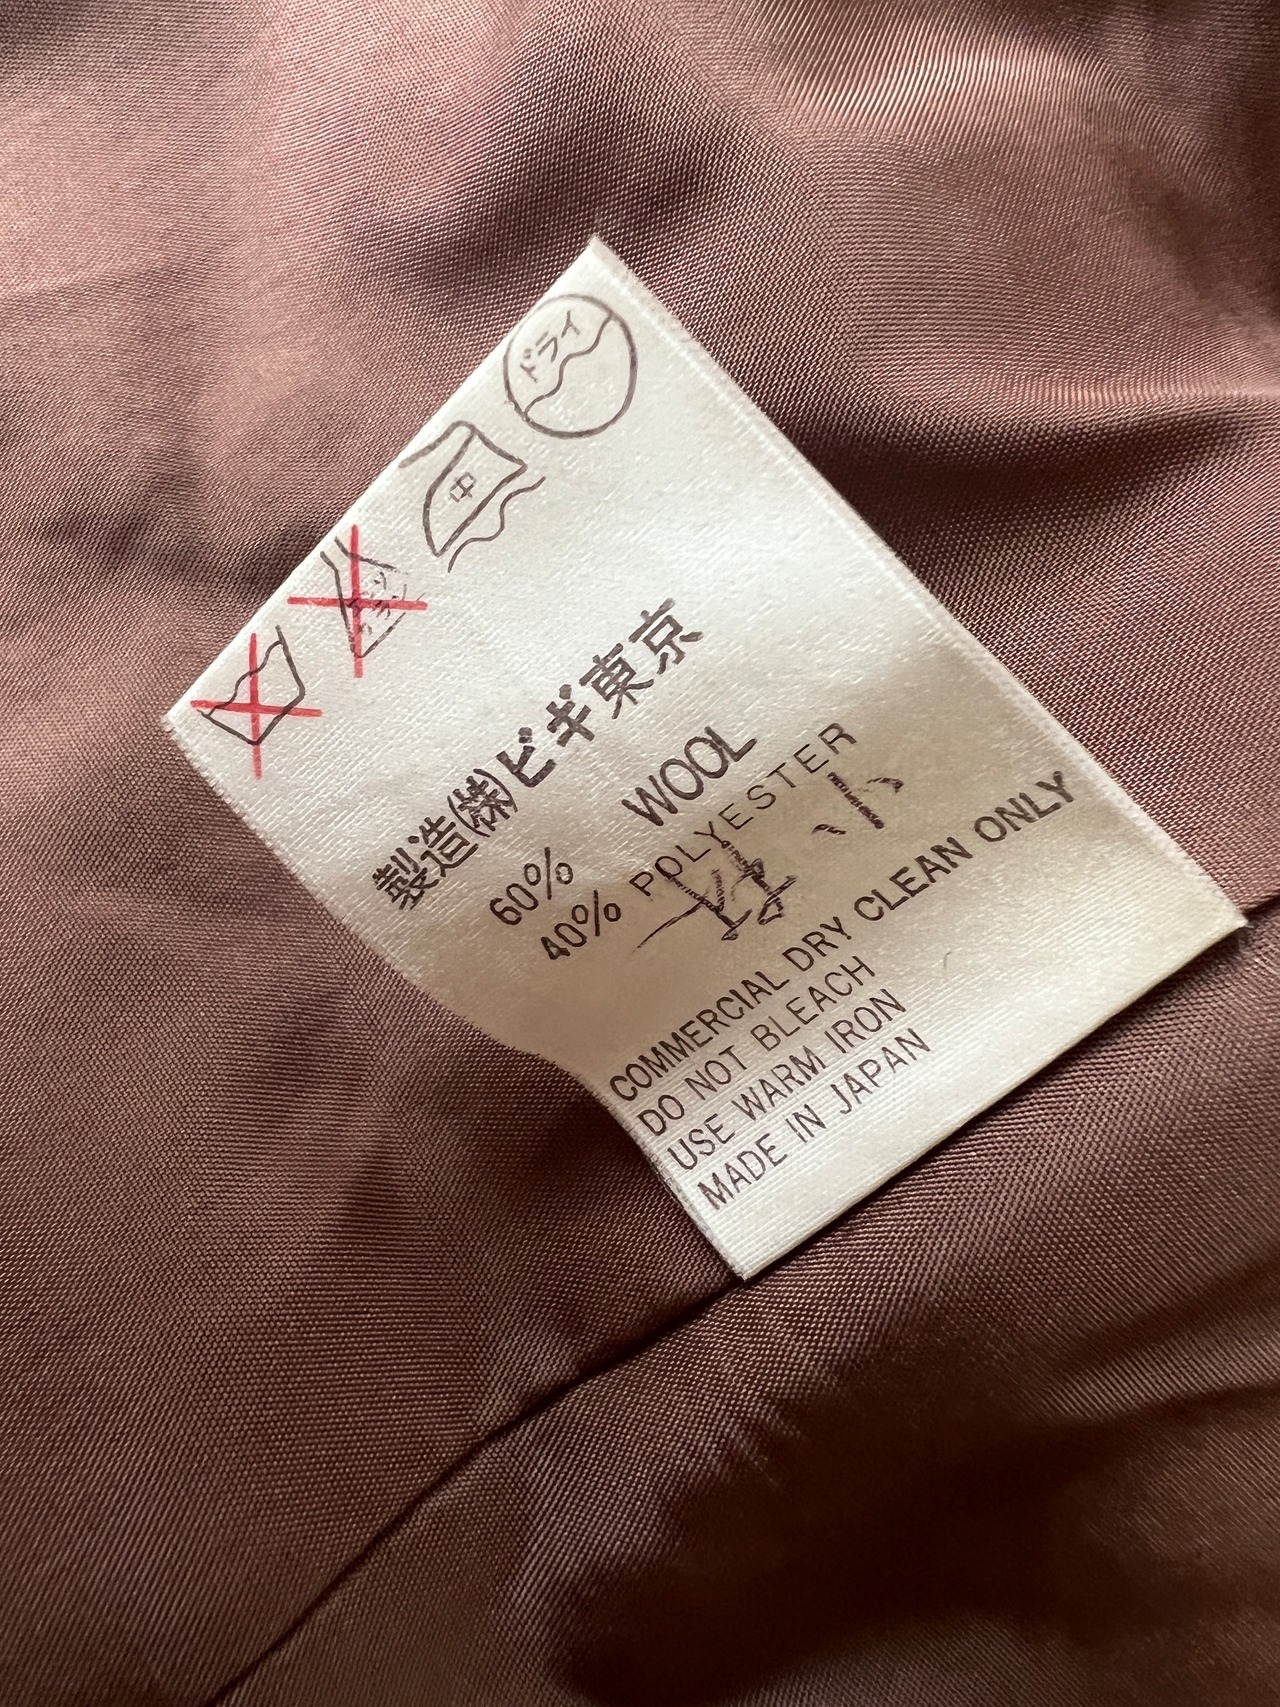 ドライ
中
製造(株)ビギ東京
60% WOOL
40% POLYESTER
COMMERCIAL DRY CLEAN ONLY
DO NOT BLEACH
USE WARM IRON
MADE IN JAPAN